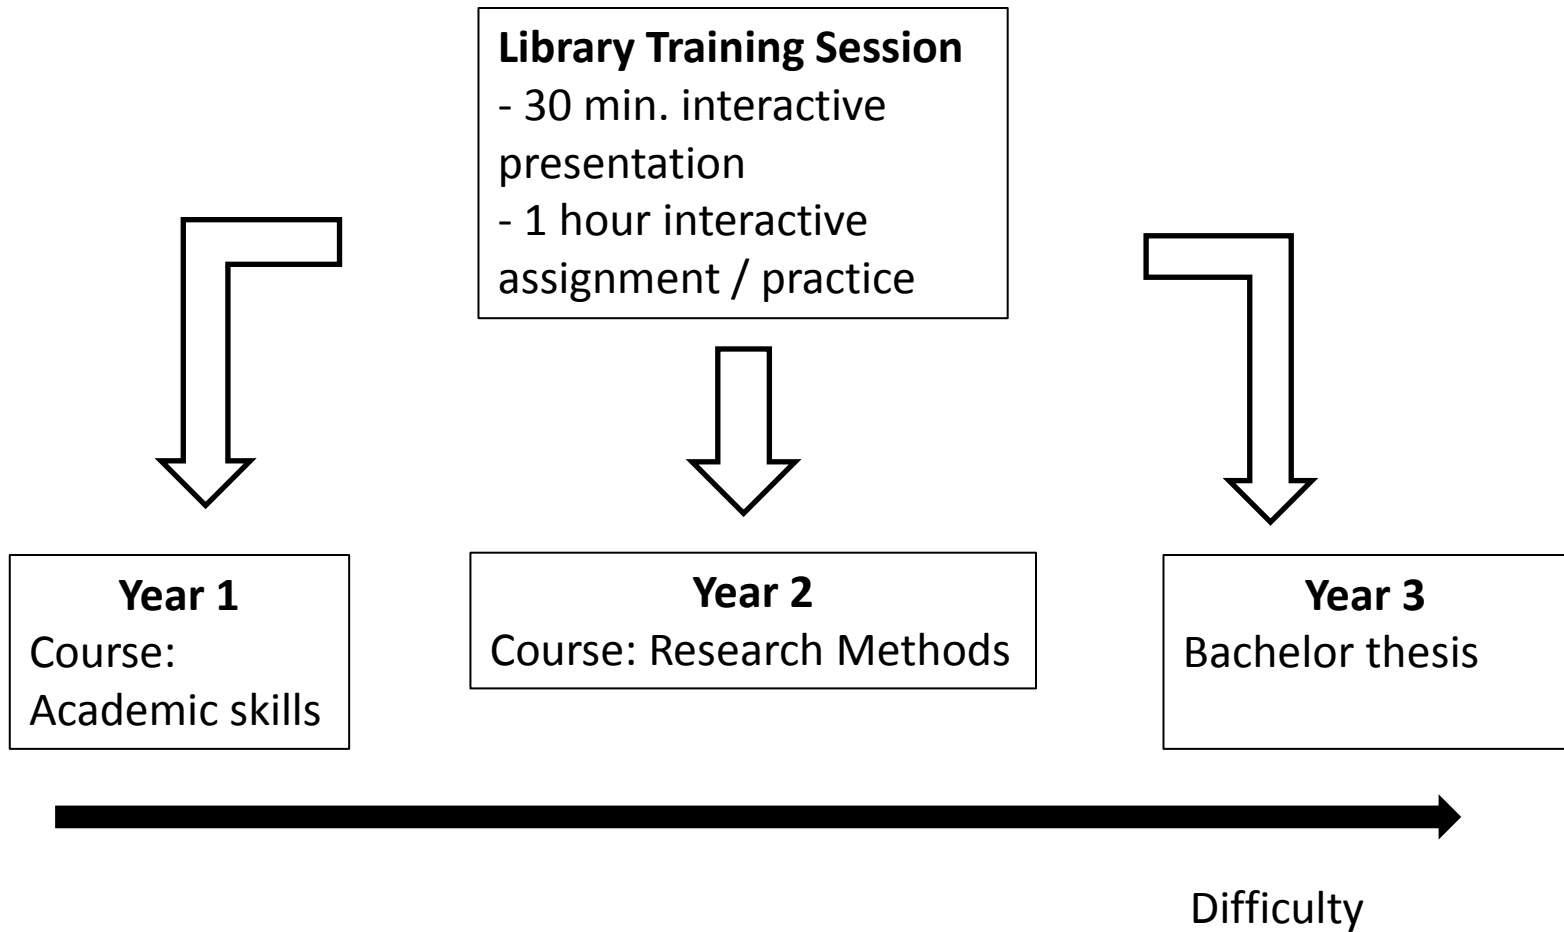 Library Training Session
- 30 min. interactive
presentation
- 1 hour interactive
assignment / practice
Year 1
Course:
Academic skills
Year 2
Course: Research Methods
Year 3
Bachelor thesis
Difficulty